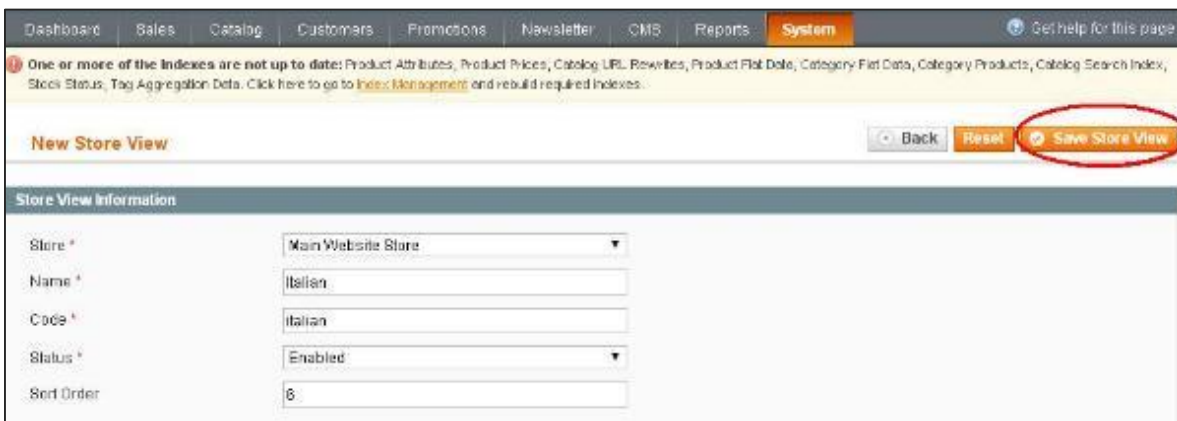 Dashboard Sales Catalog Customers Promotions Newsletter CMS Reports System Get help for this page
One or more of the Indexes are not up to date: Product Attributes, Product Prices, Catalog URL Rewrites, Product Flat Data, Category Flat Data, Category Products, Catalog Search Index,
Stock Status, Tag Aggregation Data. Click here to go to Index Management and rebuild required indexes.
New Store View Back Reset Save Store View
Store View Information
Store * Main Website Store
Name * Italian
Code * italian
Status * Enabled
Sort Order 6